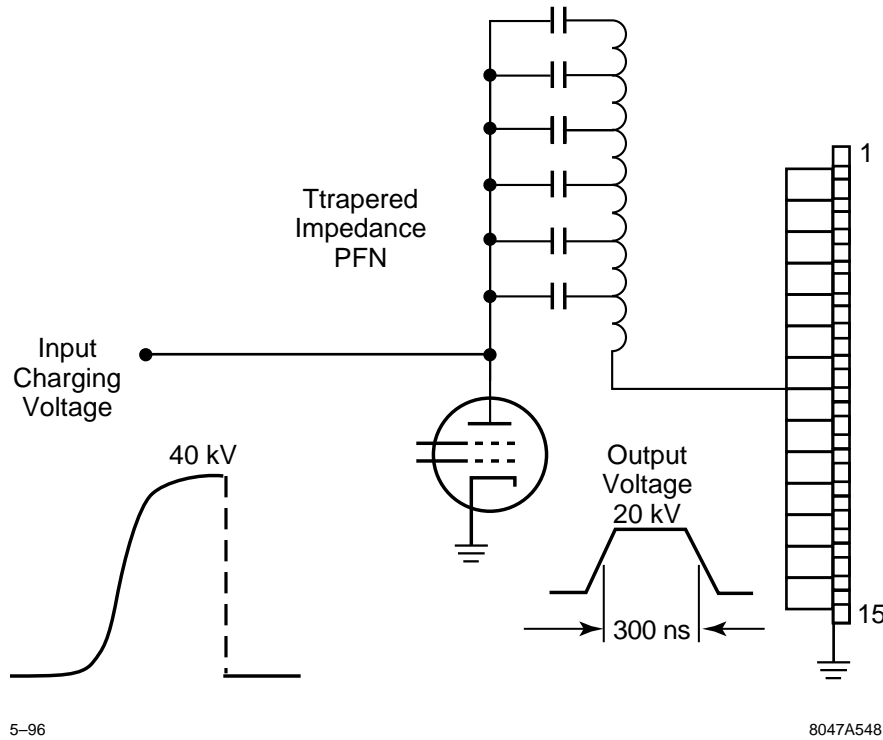 1
Ttrapered
Impedance
PFN
Input
Charging
Voltage
40 kV
Output
Voltage
20 kV
300 ns
15
5–96
8047A548